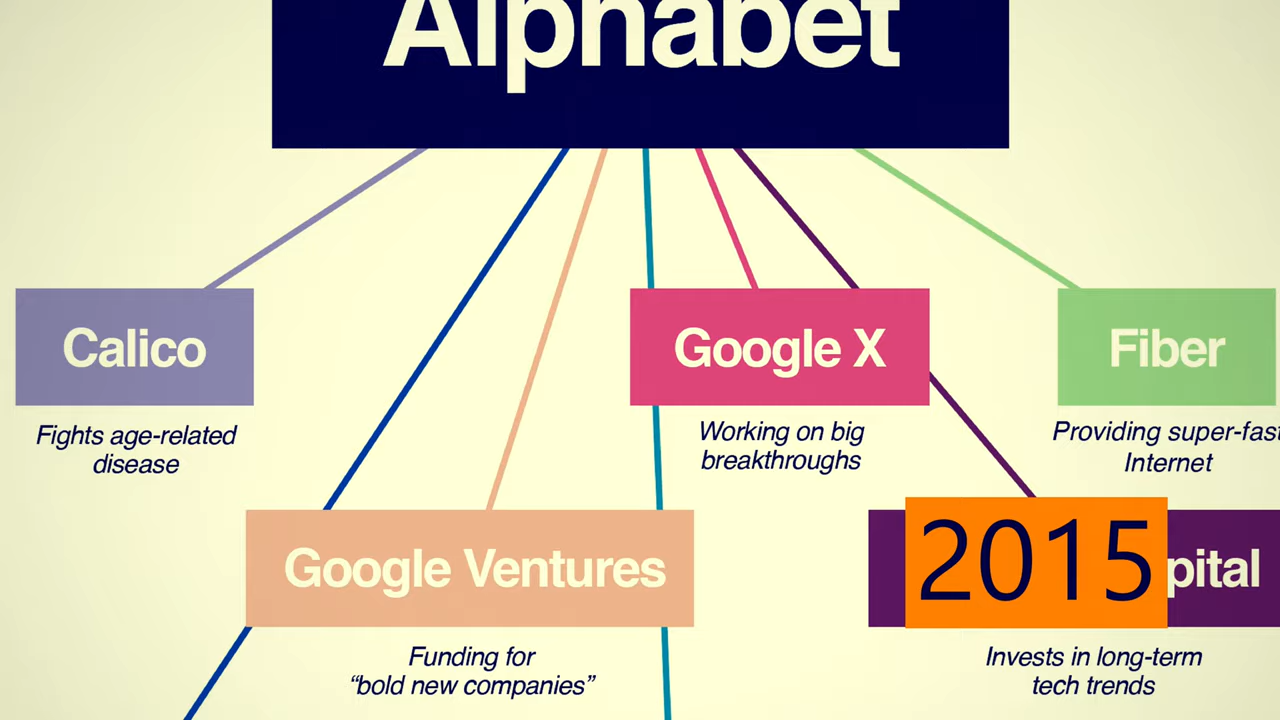 Alphabet
Calico
Google X
Fiber
Fights age-related
disease
Working on big
breakthroughs
Providing super-fast
Internet
Google Ventures
2015
pital
Funding for
“bold new companies”
Invests in long-term
tech trends